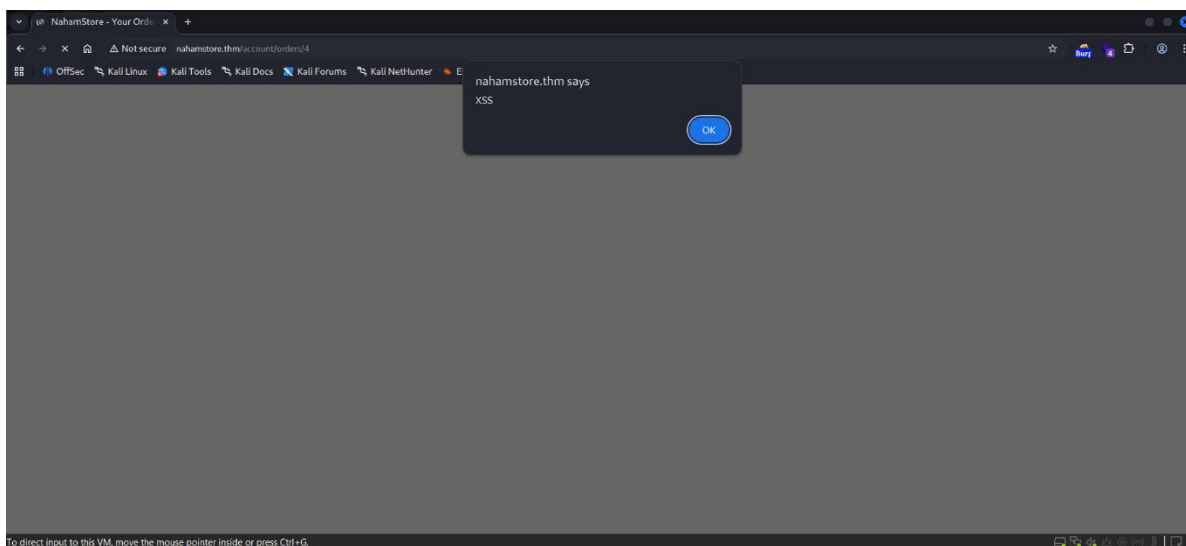 NahamStore - Your Orde
Not secure nahamstore.thm/account/orders/4
OffSec Kali Linux Kali Tools Kali Docs Kali Forums Kali NetHunter E
nahamstore.thm says
XSS
OK
To direct input to this VM, move the mouse pointer inside or press Ctrl+G.